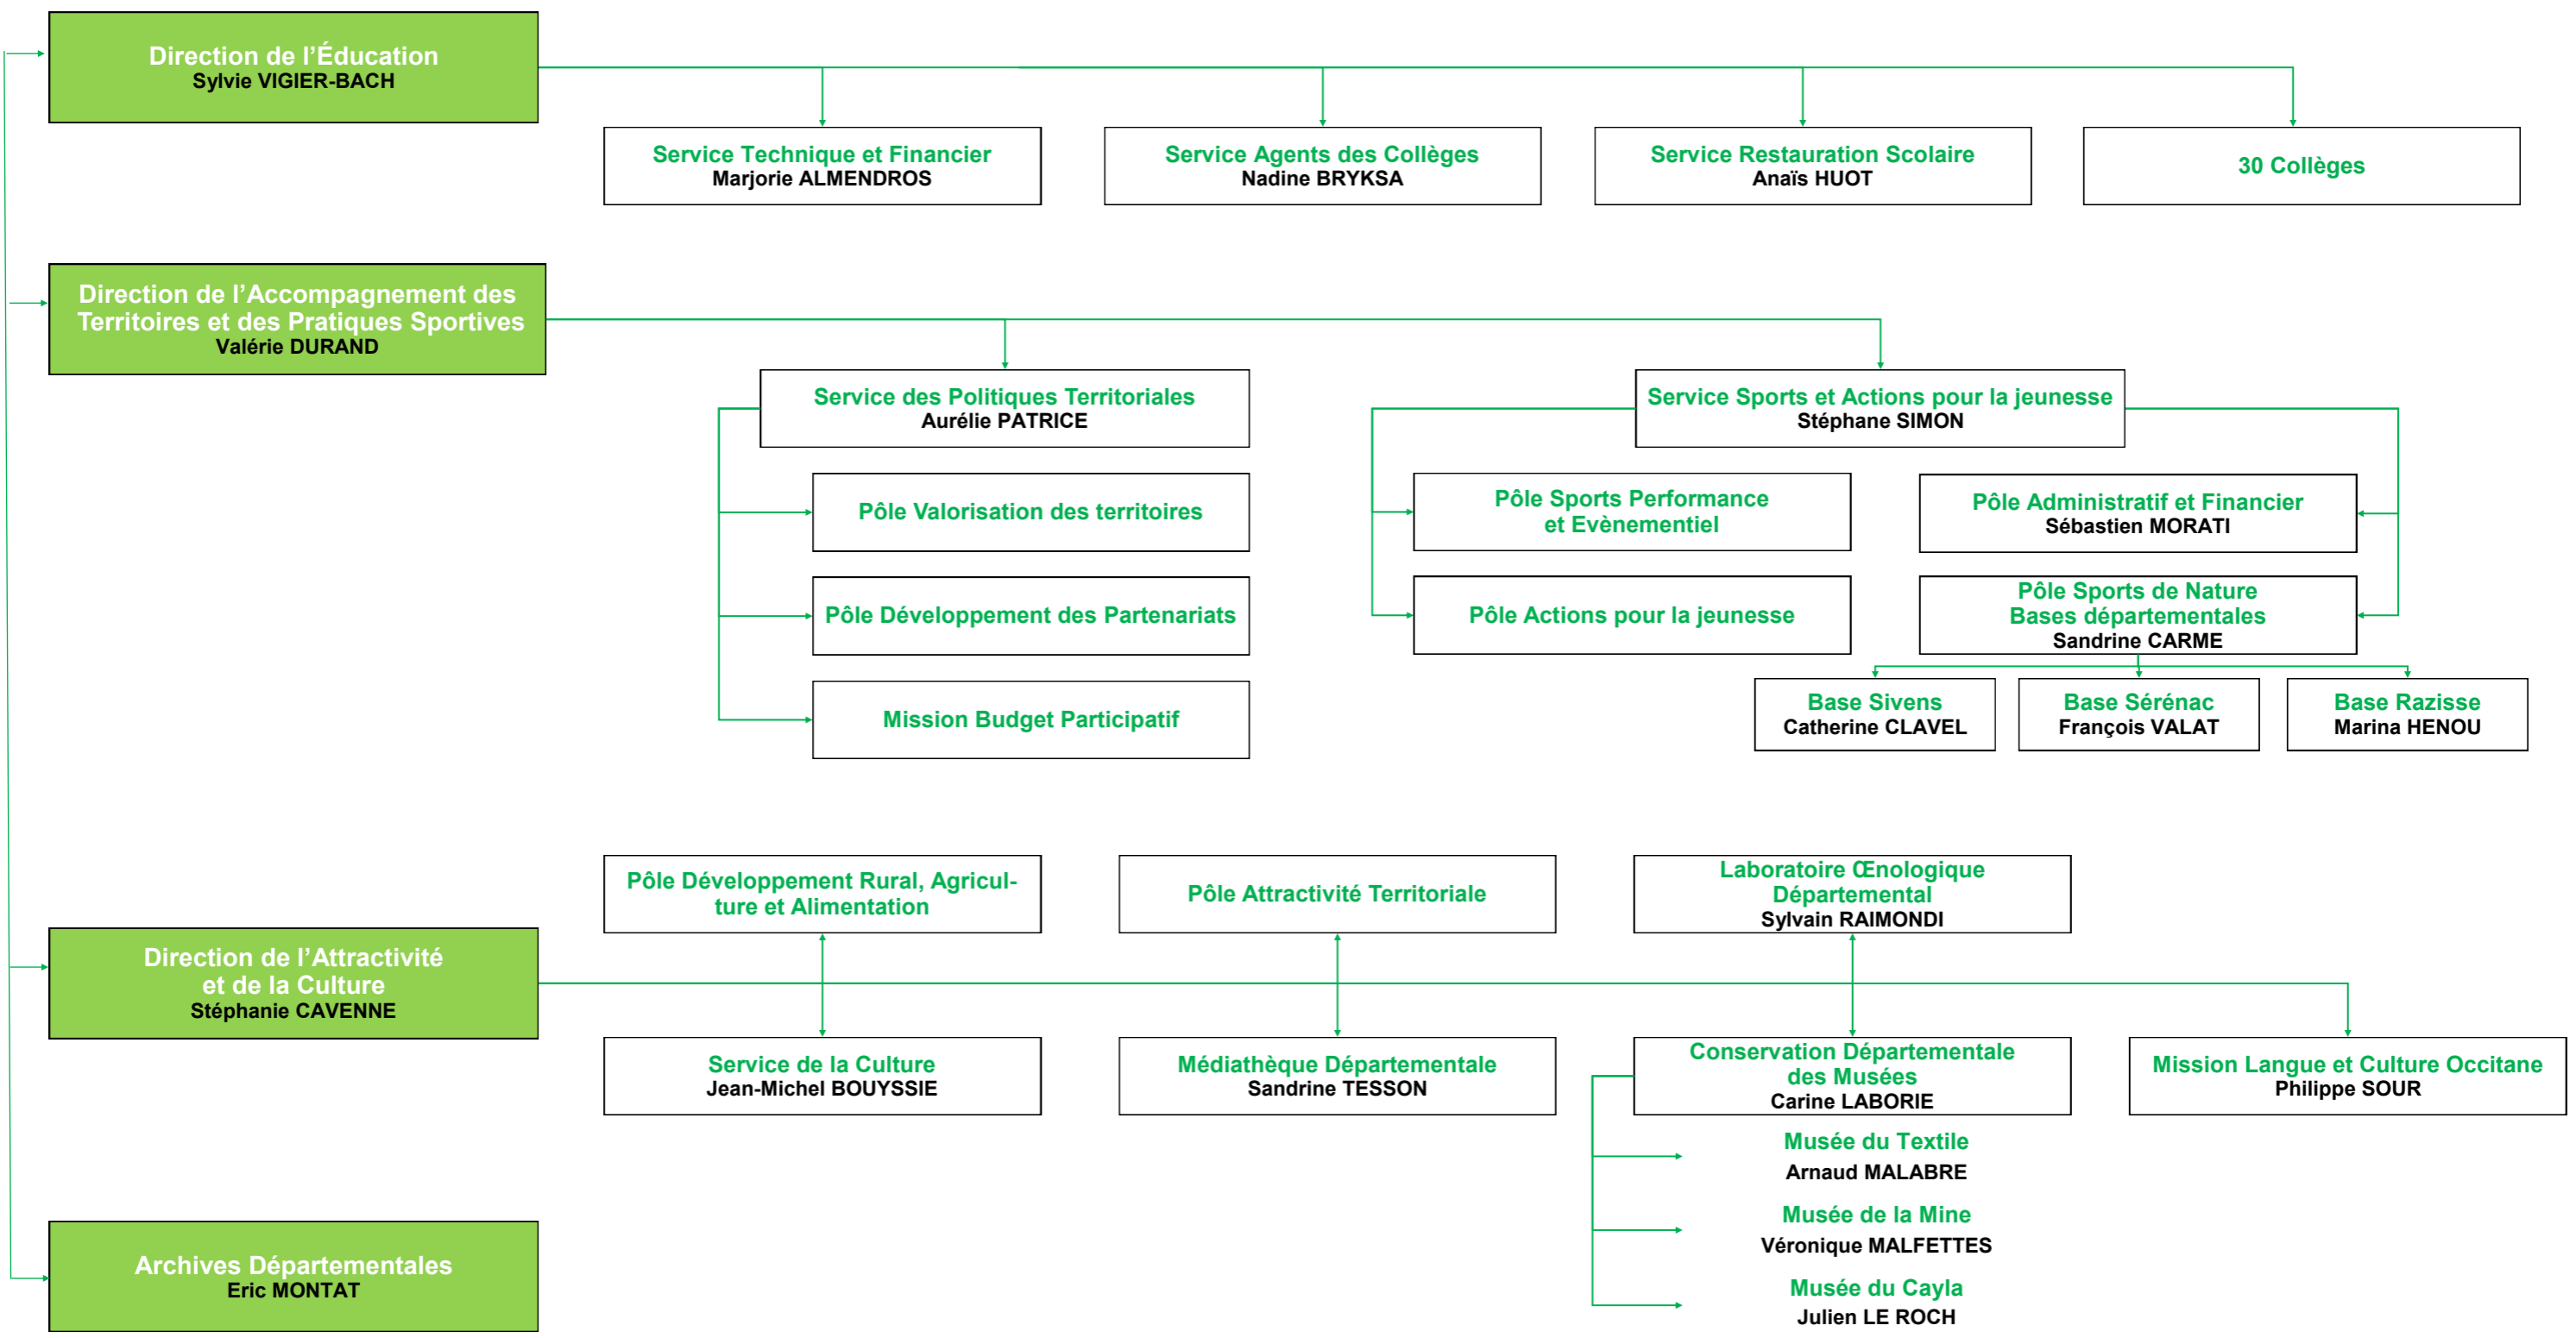 Direction de l'Éducation
Sylvie VIGIER-BACH
Service Technique et Financier
Marjorie ALMENDROS
Service Agents des Collèges
Nadine BRYKSA
Service Restauration Scolaire
Anaïs HUOT
30 Collèges
Direction de l'Accompagnement des
Territoires et des Pratiques Sportives
Valérie DURAND
Service des Politiques Territoriales
Aurélie PATRICE
Pôle Valorisation des territoires
Pôle Développement des Partenariats
Mission Budget Participatif
Service Sports et Actions pour la jeunesse
Stéphane SIMON
Pôle Sports Performance
et Evènementiel
Pôle Actions pour la jeunesse
Pôle Administratif et Financier
Sébastien MORATI
Pôle Sports de Nature
Bases départementales
Sandrine CARME
Base Sivens
Catherine CLAVEL
Base Sérénac
François VALAT
Base Razisse
Marina HENOU
Direction de l'Attractivité
et de la Culture
Stéphanie CAVENNE
Pôle Développement Rural, Agricul-
ture et Alimentation
Pôle Attractivité Territoriale
Laboratoire Œnologique
Départemental
Sylvain RAIMONDI
Service de la Culture
Jean-Michel BOUYSSIE
Médiathèque Départementale
Sandrine TESSON
Conservation Départementale
des Musées
Carine LABORIE
Musée du Textile
Arnaud MALABRE
Musée de la Mine
Véronique MALFETTES
Musée du Cayla
Julien LE ROCH
Mission Langue et Culture Occitane
Philippe SOUR
Archives Départementales
Eric MONTAT